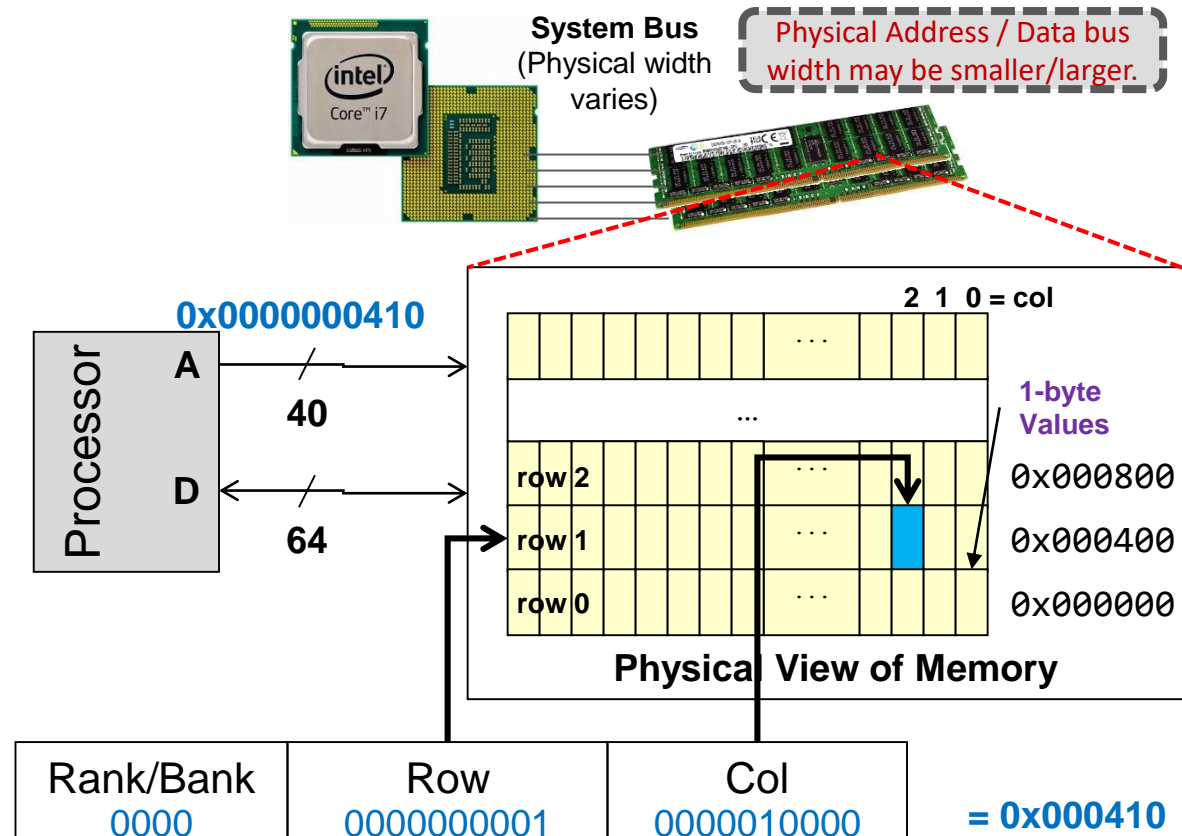 System Bus
(Physical width
varies)
Physical Address / Data bus
width may be smaller/larger.
intel
Core™ i7
0x0000000410
Processor
A
40
D
64
2 1 0 = col
...
...
1-byte
Values
row 2
...
0x000800
row 1
...
0x000400
row 0
...
0x000000
Physical View of Memory
Rank/Bank
0000
Row
0000000001
Col
0000010000
= 0x000410